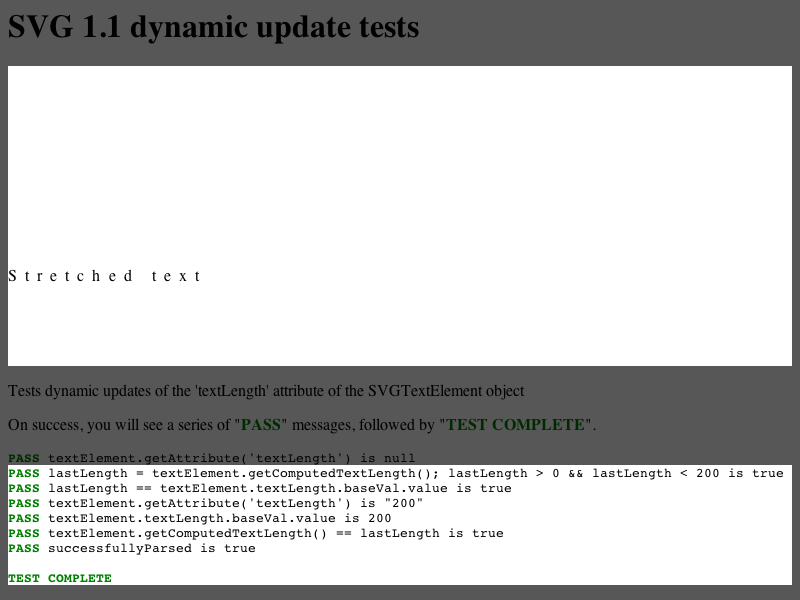 SVG 1.1 dynamic update tests
Stretched text
Tests dynamic updates of the 'textLength' attribute of the SVGTextElement object
On success, you will see a series of "PASS" messages, followed by "TEST COMPLETE".
PASS textElement.getAttribute('textLength') is null
PASS lastLength = textElement.getComputedTextLength(); lastLength > 0 && lastLength < 200 is true
PASS lastLength == textElement.textLength.baseVal.value is true
PASS textElement.getAttribute('textLength') is "200"
PASS textElement.textLength.baseVal.value is 200
PASS textElement.getComputedTextLength() == lastLength is true
PASS successfullyParsed is true
TEST COMPLETE